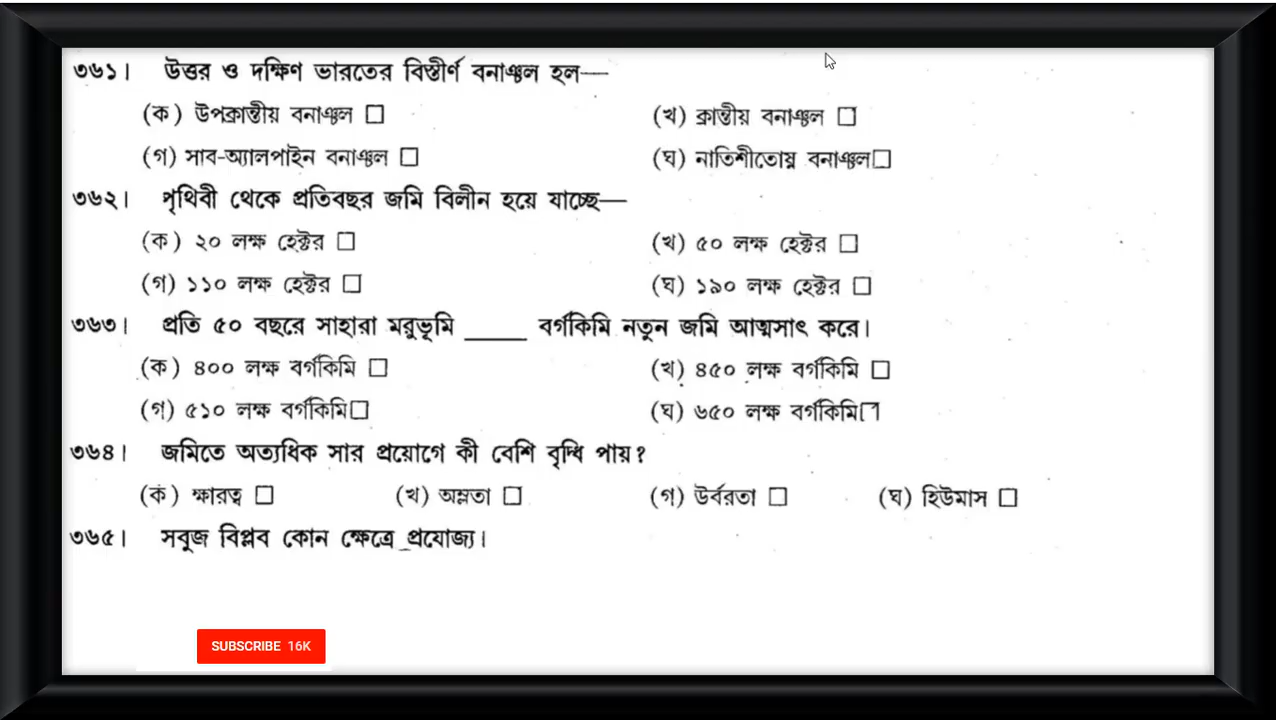 ৩৬১। উত্তর ও দক্ষিণ ভারতের বিস্তীর্ণ বনাঞ্চল হল—
(ক) উপক্রান্তীয় বনাঞ্চল □ (খ) ক্রান্তীয় বনাঞ্চল □
(গ) সাব-অ্যালপাইন বনাঞ্চল □ (ঘ) নাতিশীতোষ্ণ বনাঞ্চল□
৩৬২। পৃথিবী থেকে প্রতিবছর জমি বিলীন হয়ে যাচ্ছে—
(ক) ২০ লক্ষ হেক্টর □ (খ) ৫০ লক্ষ হেক্টর □
(গ) ১১০ লক্ষ হেক্টর □ (ঘ) ১৯০ লক্ষ হেক্টর □
৩৬৩। প্রতি ৫০ বছরে সাহারা মরুভূমি _____ বর্গকিমি নতুন জমি আত্মসাৎ করে।
(ক) ৪০০ লক্ষ বর্গকিমি □ (খ) ৪৫০ লক্ষ বর্গকিমি □
(গ) ৫১০ লক্ষ বর্গকিমি□ (ঘ) ৬৫০ লক্ষ বর্গকিমি□
৩৬৪। জমিতে অত্যধিক সার প্রয়োগে কী বেশি বৃদ্ধি পায়?
(ক) ক্ষারত্ব □ (খ) অম্লতা □ (গ) উর্বরতা □ (ঘ) হিউমাস □
৩৬৫। সবুজ বিপ্লব কোন ক্ষেত্রে প্রযোজ্য।
SUBSCRIBE 16K